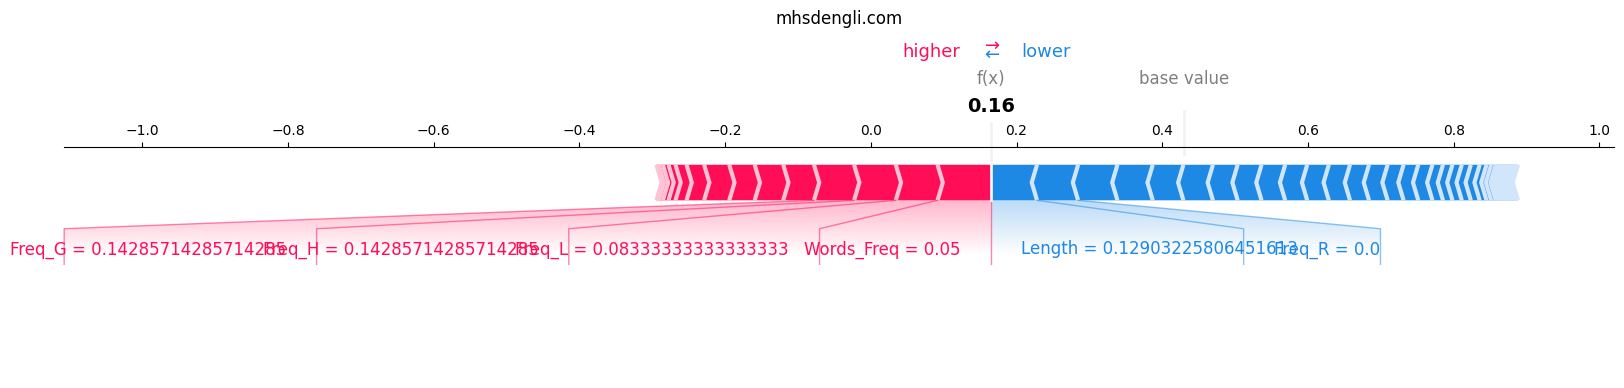 mhsdengli.com
higher ⇄ lower
f(x) base value
0.16
−1.0 −0.8 −0.6 −0.4 −0.2 0.0 0.2 0.4 0.6 0.8 1.0
Freq_G = 0.14285714285714285 Freq_H = 0.14285714285714285 Freq_L = 0.08333333333333333 Words_Freq = 0.05 Length = 0.12903225806451613 Freq_R = 0.0